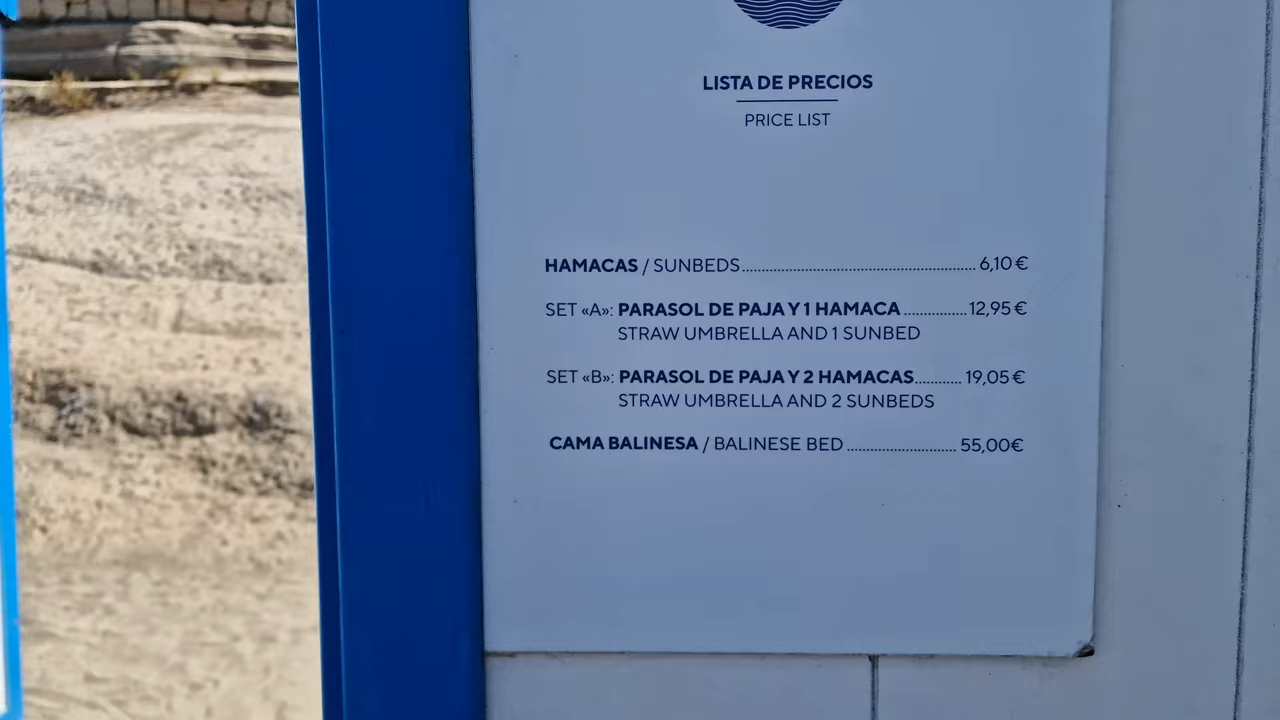 LISTA DE PRECIOS
PRICE LIST
HAMACAS / SUNBEDS.......................................................... 6,10 €
SET «A»: PARASOL DE PAJA Y 1 HAMACA ................12,95 €
STRAW UMBRELLA AND 1 SUNBED
SET «B»: PARASOL DE PAJA Y 2 HAMACAS............ 19,05 €
STRAW UMBRELLA AND 2 SUNBEDS
CAMA BALINESA / BALINESE BED ............................ 55,00€